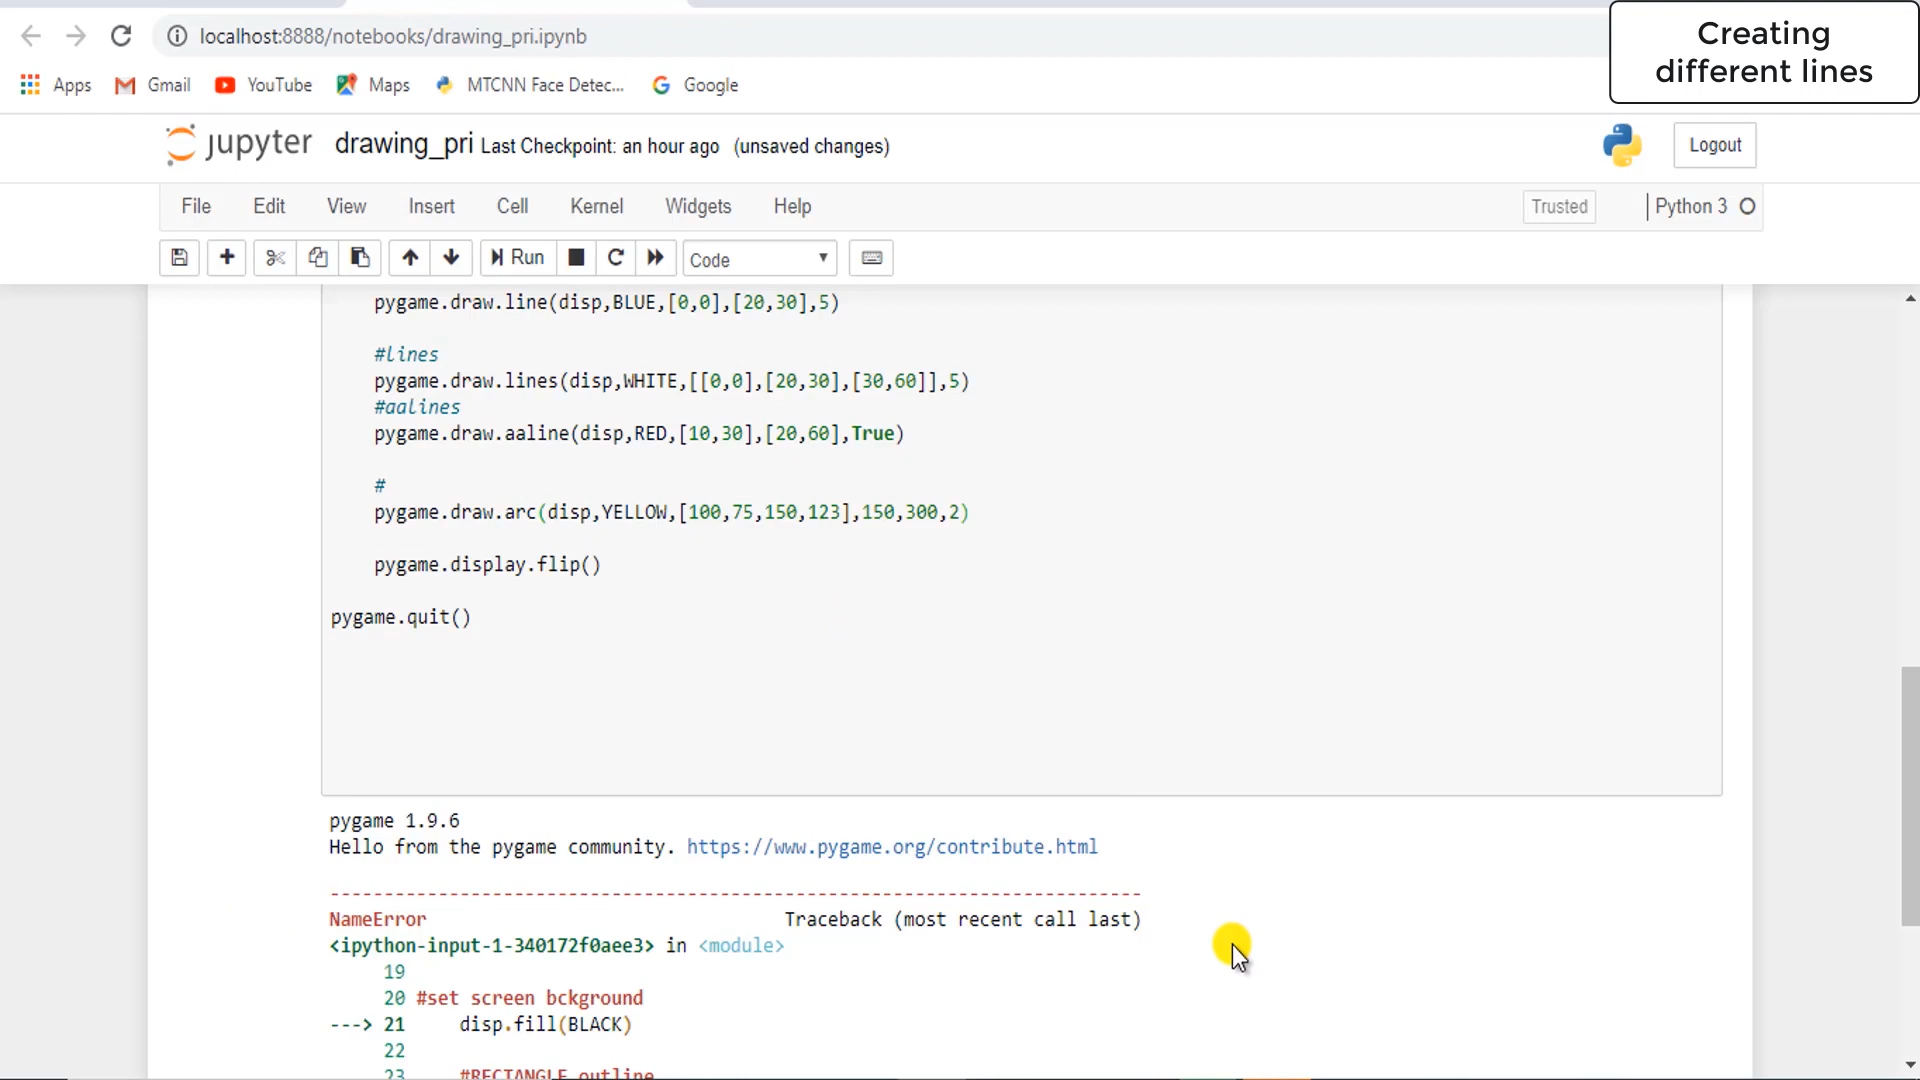 localhost:8888/notebooks/drawing_pri.ipynb
Creating
different lines
Apps Gmail YouTube Maps MTCNN Face Detec... Google
jupyter drawing_pri Last Checkpoint: an hour ago (unsaved changes) Logout
File Edit View Insert Cell Kernel Widgets Help Trusted Python 3
Run Code
pygame.draw.line(disp,BLUE,[0,0],[20,30],5)
#lines
pygame.draw.lines(disp,WHITE,[[0,0],[20,30],[30,60]],5)
#aalines
pygame.draw.aaline(disp,RED,[10,30],[20,60],True)
#
pygame.draw.arc(disp,YELLOW,[100,75,150,123],150,300,2)
pygame.display.flip()
pygame.quit()
pygame 1.9.6
Hello from the pygame community. https://www.pygame.org/contribute.html
---------------------------------------------------------------------------
NameError Traceback (most recent call last)
<ipython-input-1-340172f0aee3> in <module>
19
20 #set screen bckground
---> 21 disp.fill(BLACK)
22
23 #RECTANGLE outline